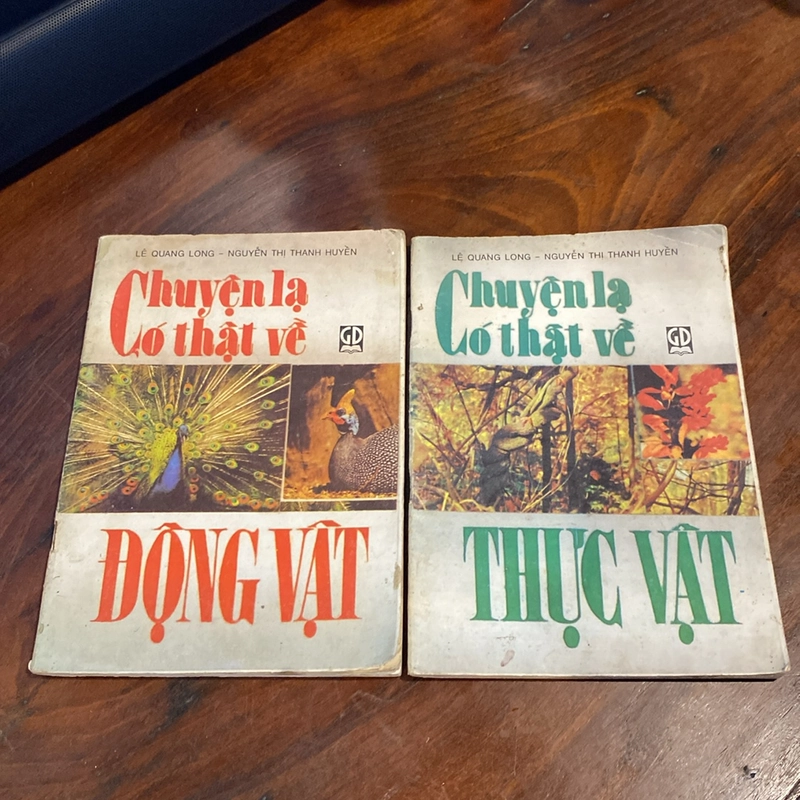 LÊ QUANG LONG – NGUYỄN THỊ THANH HUYỀN
Chuyện lạ
Có thật về
GD
ĐỘNG VẬT
LÊ QUANG LONG – NGUYỄN THỊ THANH HUYỀN
Chuyện lạ
Có thật về
GD
THỰC VẬT